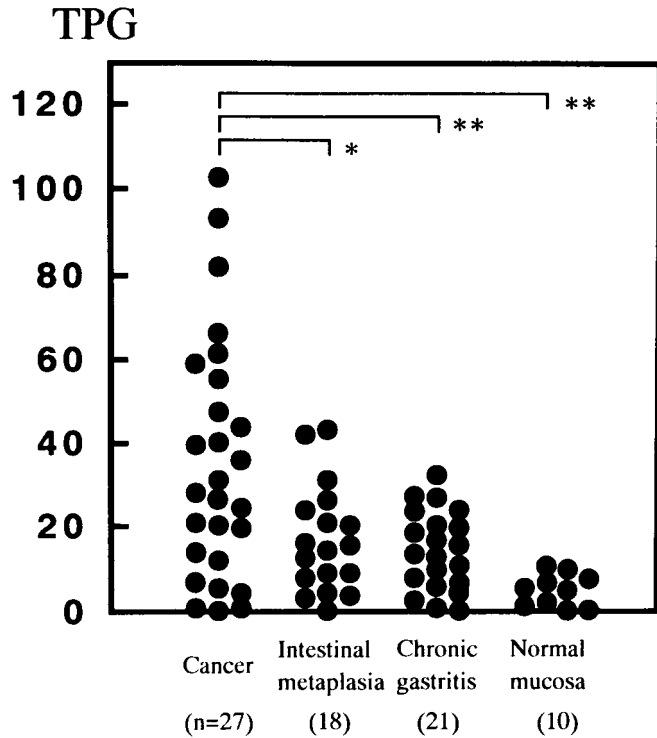 TPG
120
100
80
60
40
20
0
**
**
*
Cancer
(n=27)
Intestinal
metaplasia
(18)
Chronic
gastritis
(21)
Normal
mucosa
(10)